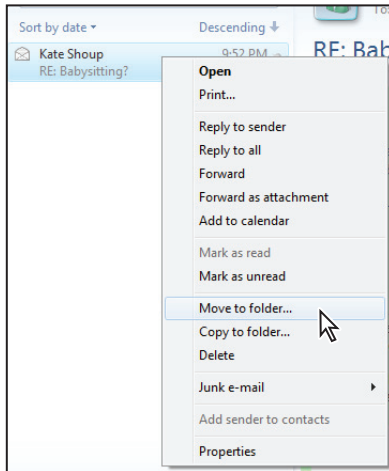 To:
Sort by date Descending
RE: Bab
Kate Shoup 9:52 PM
RE: Babysitting?
Open
Print...
Reply to sender
Reply to all
Forward
Forward as attachment
Add to calendar
Mark as read
Mark as unread
Move to folder...
Copy to folder...
Delete
Junk e-mail
Add sender to contacts
Properties